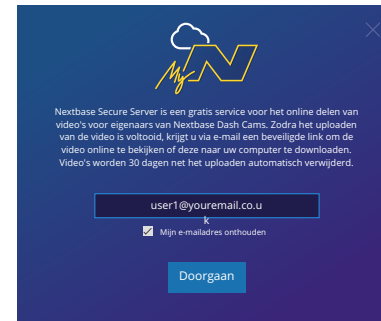 My N
Nextbase Secure Server is een gratis service voor het online delen van
video's voor eigenaars van Nextbase Dash Cams. Zodra het uploaden
van de video is voltooid, krijgt u via e-mail een beveiligde link om de
video online te bekijken of deze naar uw computer te downloaden.
Video's worden 30 dagen net het uploaden automatisch verwijderd.
user1@youremail.co.u
k
Mijn e-mailadres onthouden
Doorgaan